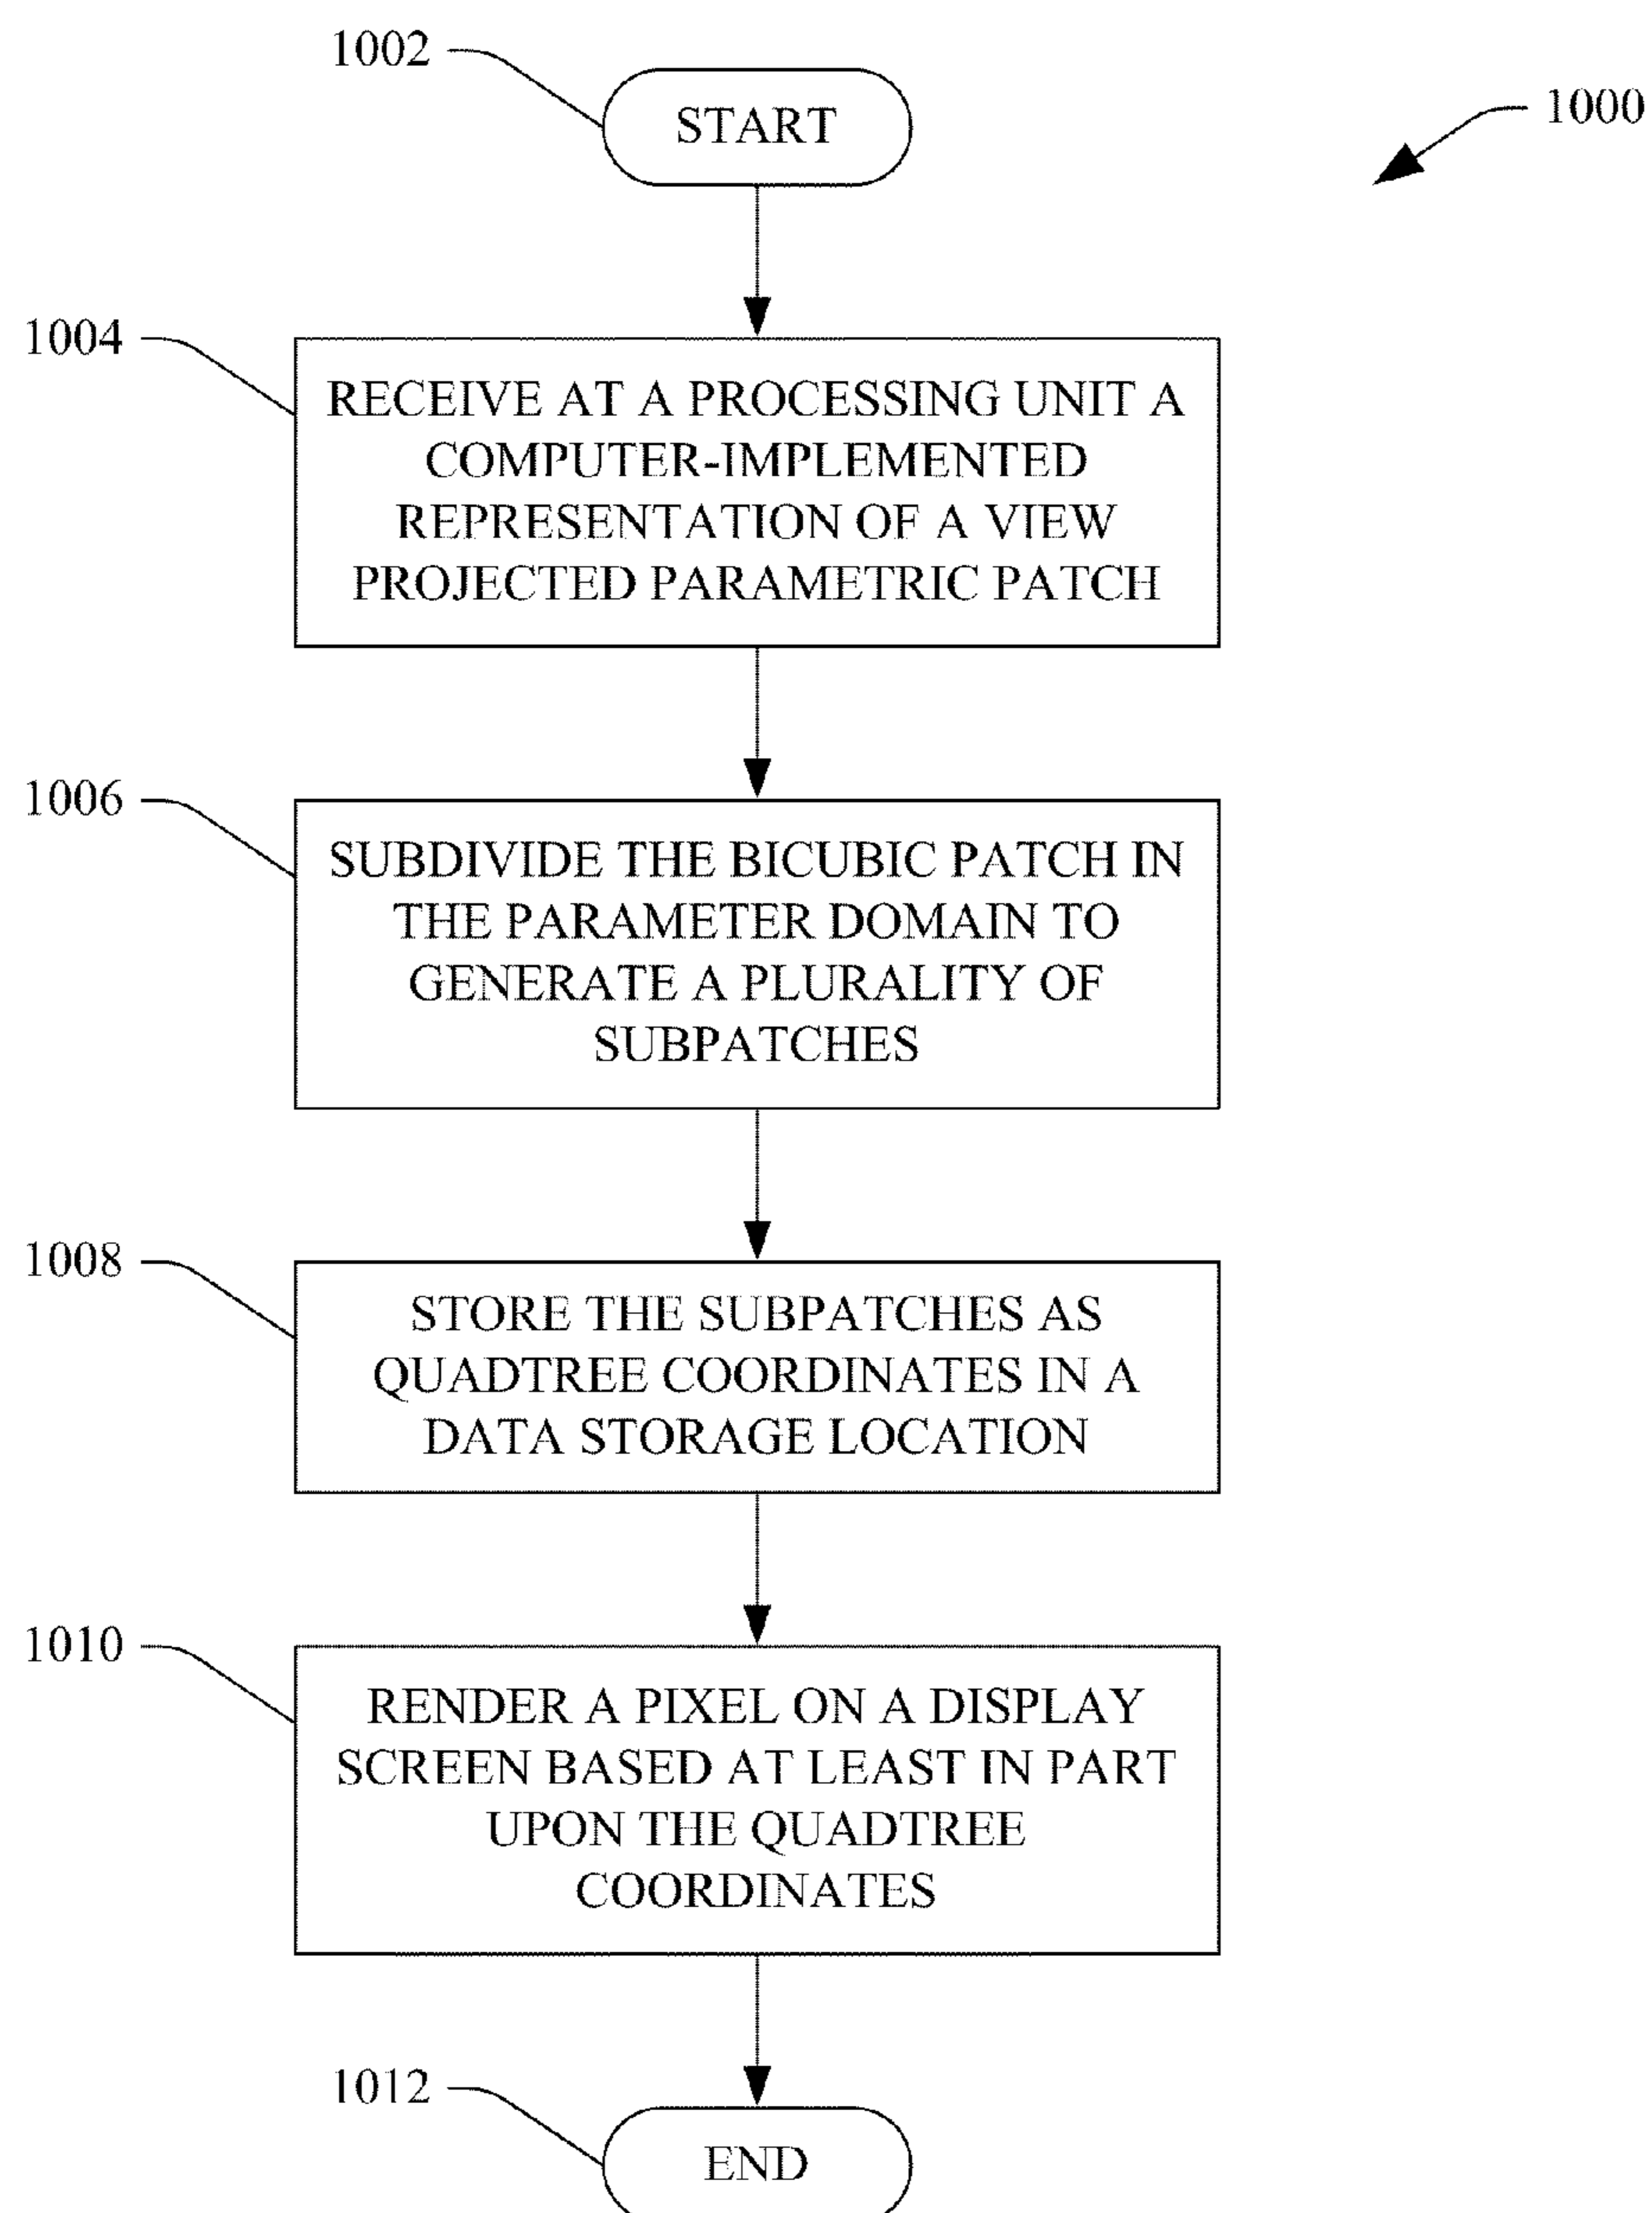 1002
START
1000
1004
RECEIVE AT A PROCESSING UNIT A
COMPUTER-IMPLEMENTED
REPRESENTATION OF A VIEW
PROJECTED PARAMETRIC PATCH
1006
SUBDIVIDE THE BICUBIC PATCH IN
THE PARAMETER DOMAIN TO
GENERATE A PLURALITY OF
SUBPATCHES
1008
STORE THE SUBPATCHES AS
QUADTREE COORDINATES IN A
DATA STORAGE LOCATION
1010
RENDER A PIXEL ON A DISPLAY
SCREEN BASED AT LEAST IN PART
UPON THE QUADTREE
COORDINATES
1012
END